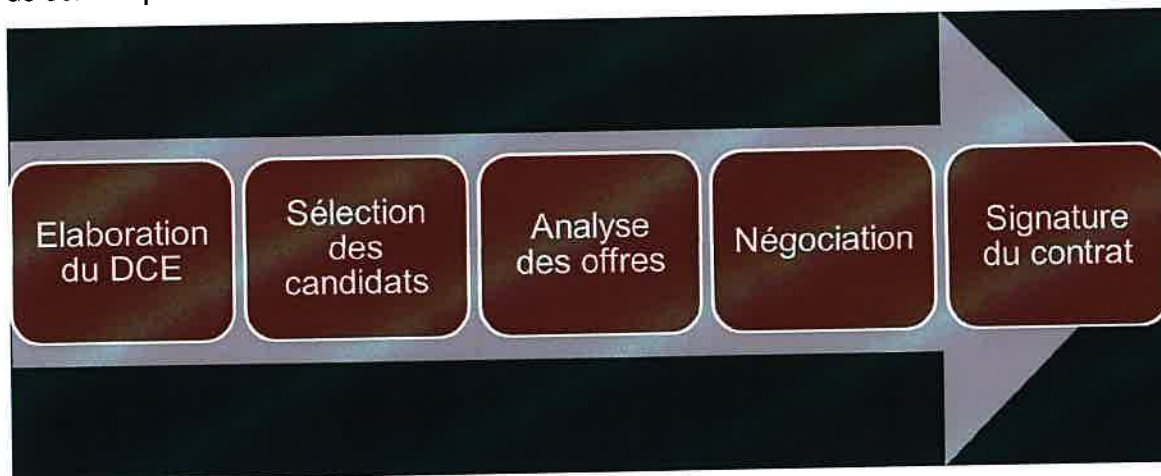 Elaboration
du DCE
Sélection
des
candidats
Analyse
des offres
Négociation
Signature
du contrat